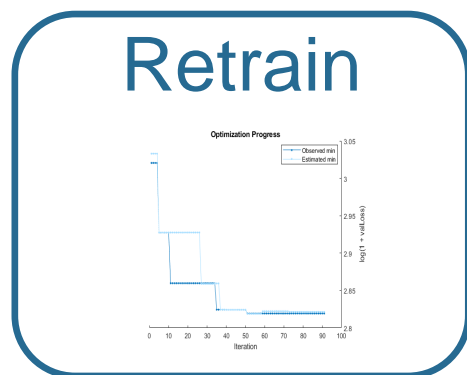 Retrain
Optimization Progress
Observed min
Estimated min
3.05
3
2.95
2.9
2.85
2.8
log(1 + valLoss)
0 10 20 30 40 50 60 70 80 90 100
Iteration